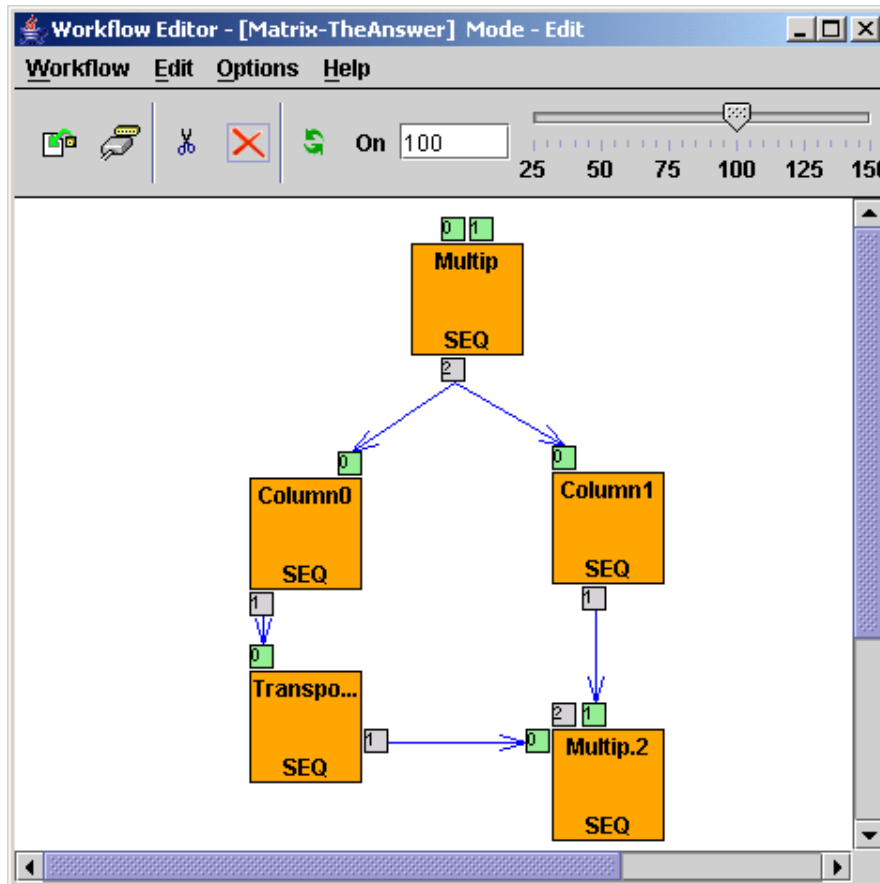 Workflow Editor - [Matrix-TheAnswer] Mode - Edit
Workflow Edit Options Help
On 100
25 50 75 100 125 150
0 1
Multip
SEQ
2
0 0
Column0 Column1
SEQ SEQ
1 1
0
Transpo...
2 1
1 0 Multip.2
SEQ
SEQ